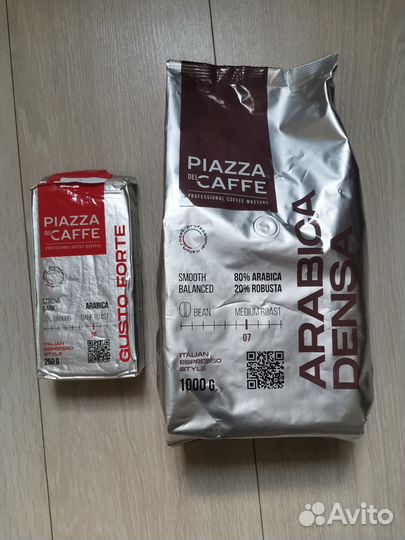 PIAZZA
DEL CAFFE
PROFESSIONAL COFFEE MASTERS
STRONG
DARK
ARABICA
GROUND DARK ROAST
ITALIAN
ESPRESSO
STYLE
250 G
GUSTO FORTE
PIAZZA
DEL CAFFE
PROFESSIONAL COFFEE MASTERS
SMOOTH
BALANCED
80% ARABICA
20% ROBUSTA
BEAN MEDIUM ROAST
07
ITALIAN
ESPRESSO
STYLE
1000 G
ARABICA
DENSA
Avito